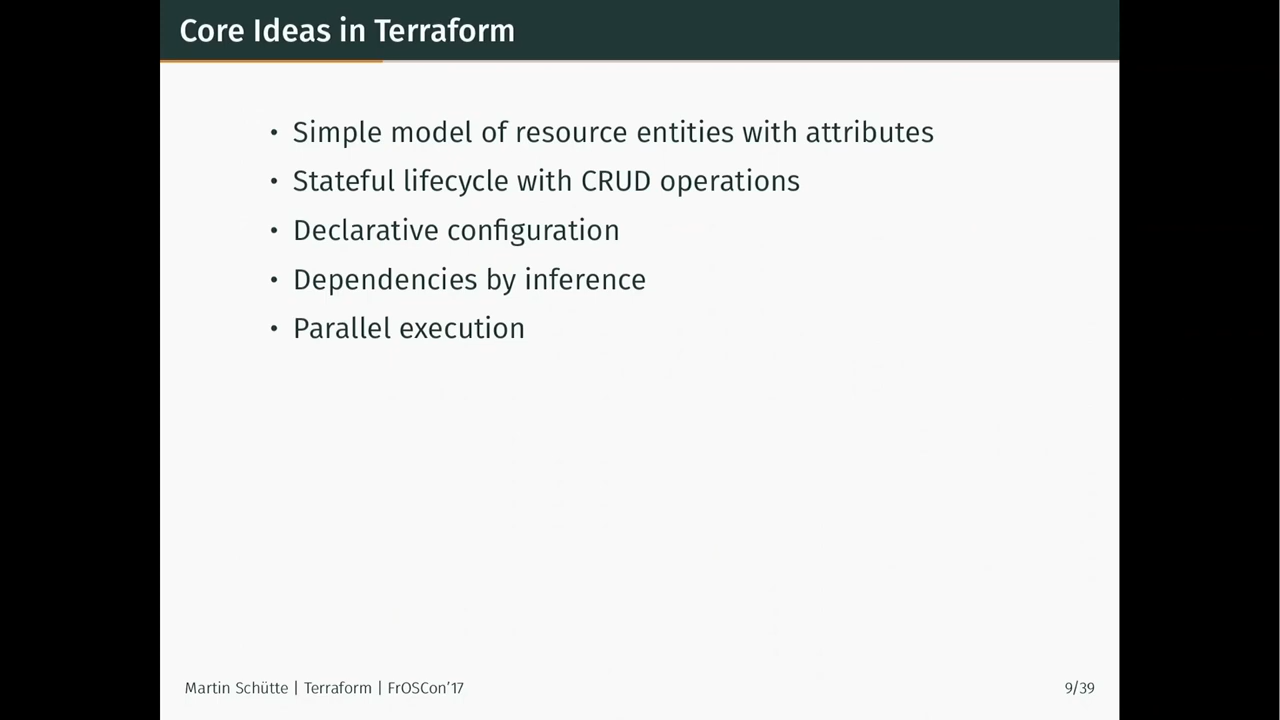 Core Ideas in Terraform
• Simple model of resource entities with attributes
• Stateful lifecycle with CRUD operations
• Declarative configuration
• Dependencies by inference
• Parallel execution
Martin Schütte | Terraform | FrOSCon’17
9/39